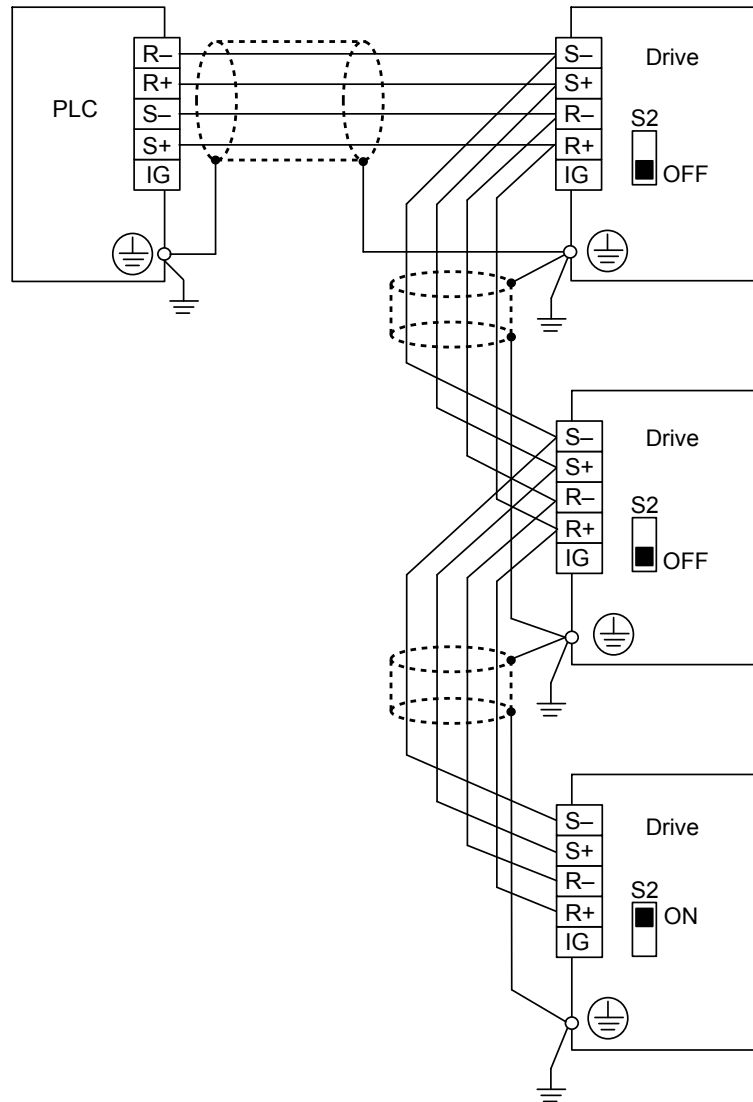 PLC
R–
R+
S–
S+
IG
S–
S+
R–
R+
IG
Drive
S2
OFF
S–
S+
R–
R+
IG
Drive
S2
OFF
S–
S+
R–
R+
IG
Drive
S2
ON